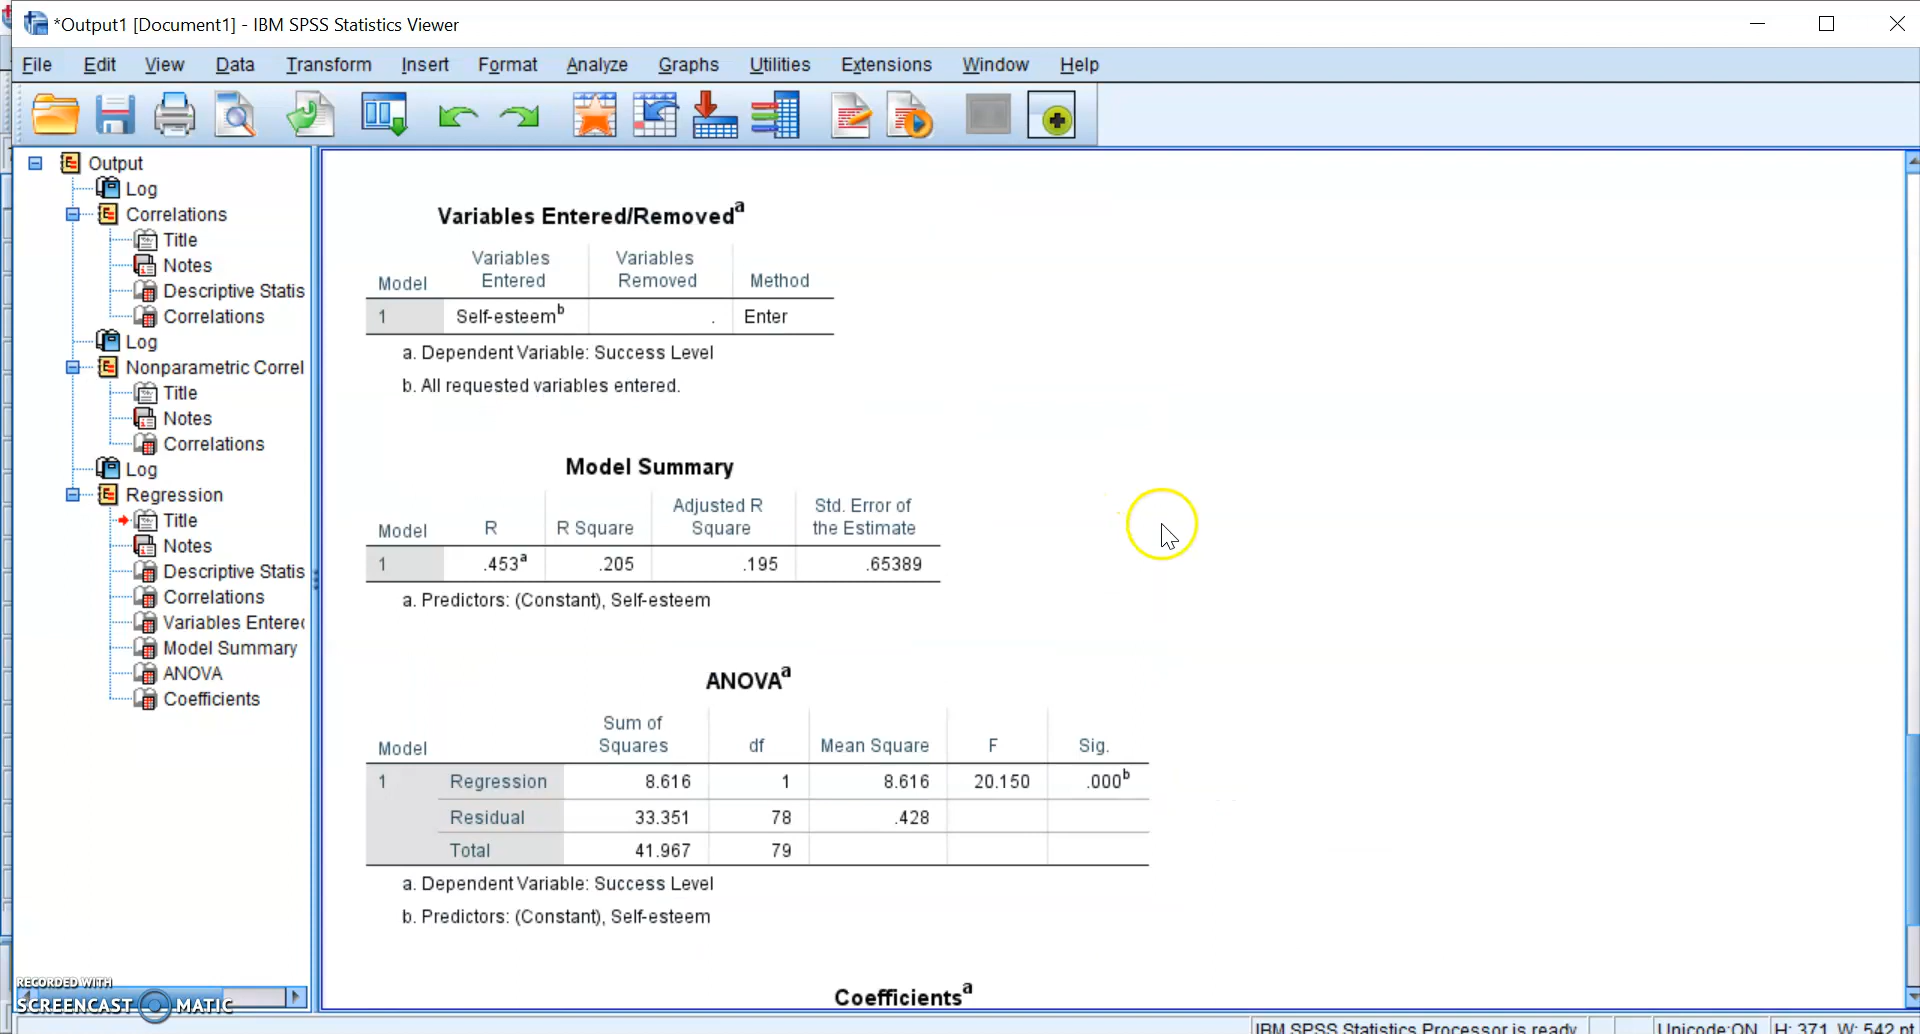 *Output1 [Document1] - IBM SPSS Statistics Viewer
File Edit View Data Transform Insert Format Analyze Graphs Utilities Extensions Window Help
Output
Log
Correlations
Title
Notes
Descriptive Statis
Correlations
Log
Nonparametric Correl
Title
Notes
Correlations
Log
Regression
Title
Notes
Descriptive Statis
Correlations
Variables Entered
Model Summary
ANOVA
Coefficients
Variables Entered/Removedᵃ
Model Variables Entered Variables Removed Method
1 Self-esteemᵇ . Enter
a. Dependent Variable: Success Level
b. All requested variables entered.
Model Summary
Model R R Square Adjusted R Square Std. Error of the Estimate
1 .453ᵃ .205 .195 .65389
a. Predictors: (Constant), Self-esteem
ANOVAᵃ
Model Sum of Squares df Mean Square F Sig.
1 Regression 8.616 1 8.616 20.150 .000ᵇ
Residual 33.351 78 .428
Total 41.967 79
a. Dependent Variable: Success Level
b. Predictors: (Constant), Self-esteem
Coefficientsᵃ
RECORDED WITH
SCREENCAST MATIC
IBM SPSS Statistics Processor is ready Unicode:ON H: 371, W: 542 pt